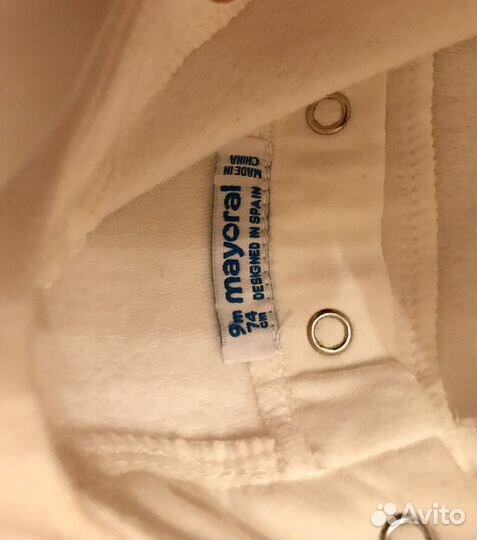 9m mayoral
74 cm DESIGNED IN SPAIN
MADE IN
CHINA
Avito